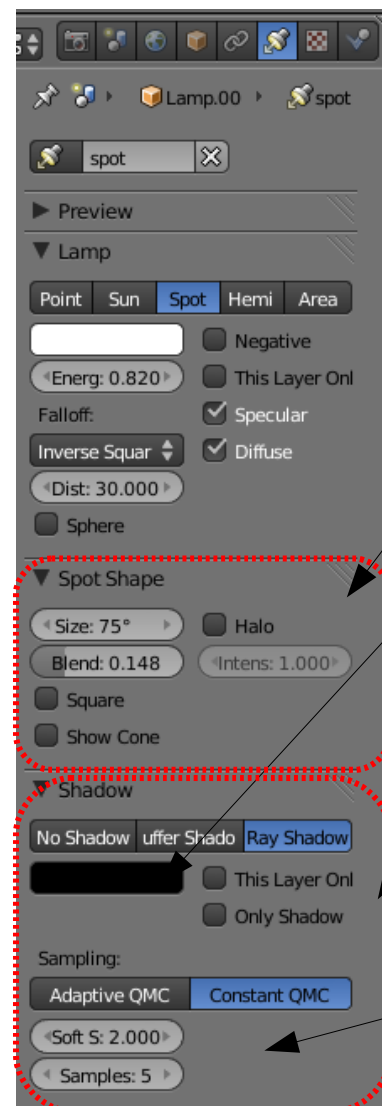 Lamp.00 spot
spot
Preview
Lamp
Point Sun Spot Hemi Area
Negative
Energ: 0.820 This Layer Onl
Falloff: Specular
Inverse Squar Diffuse
Dist: 30.000
Sphere
Spot Shape
Size: 75° Halo
Blend: 0.148 Intens: 1.000
Square
Show Cone
Shadow
No Shadow uffer Shado Ray Shadow
This Layer Onl
Only Shadow
Sampling:
Adaptive QMC Constant QMC
Soft S: 2.000
Samples: 5